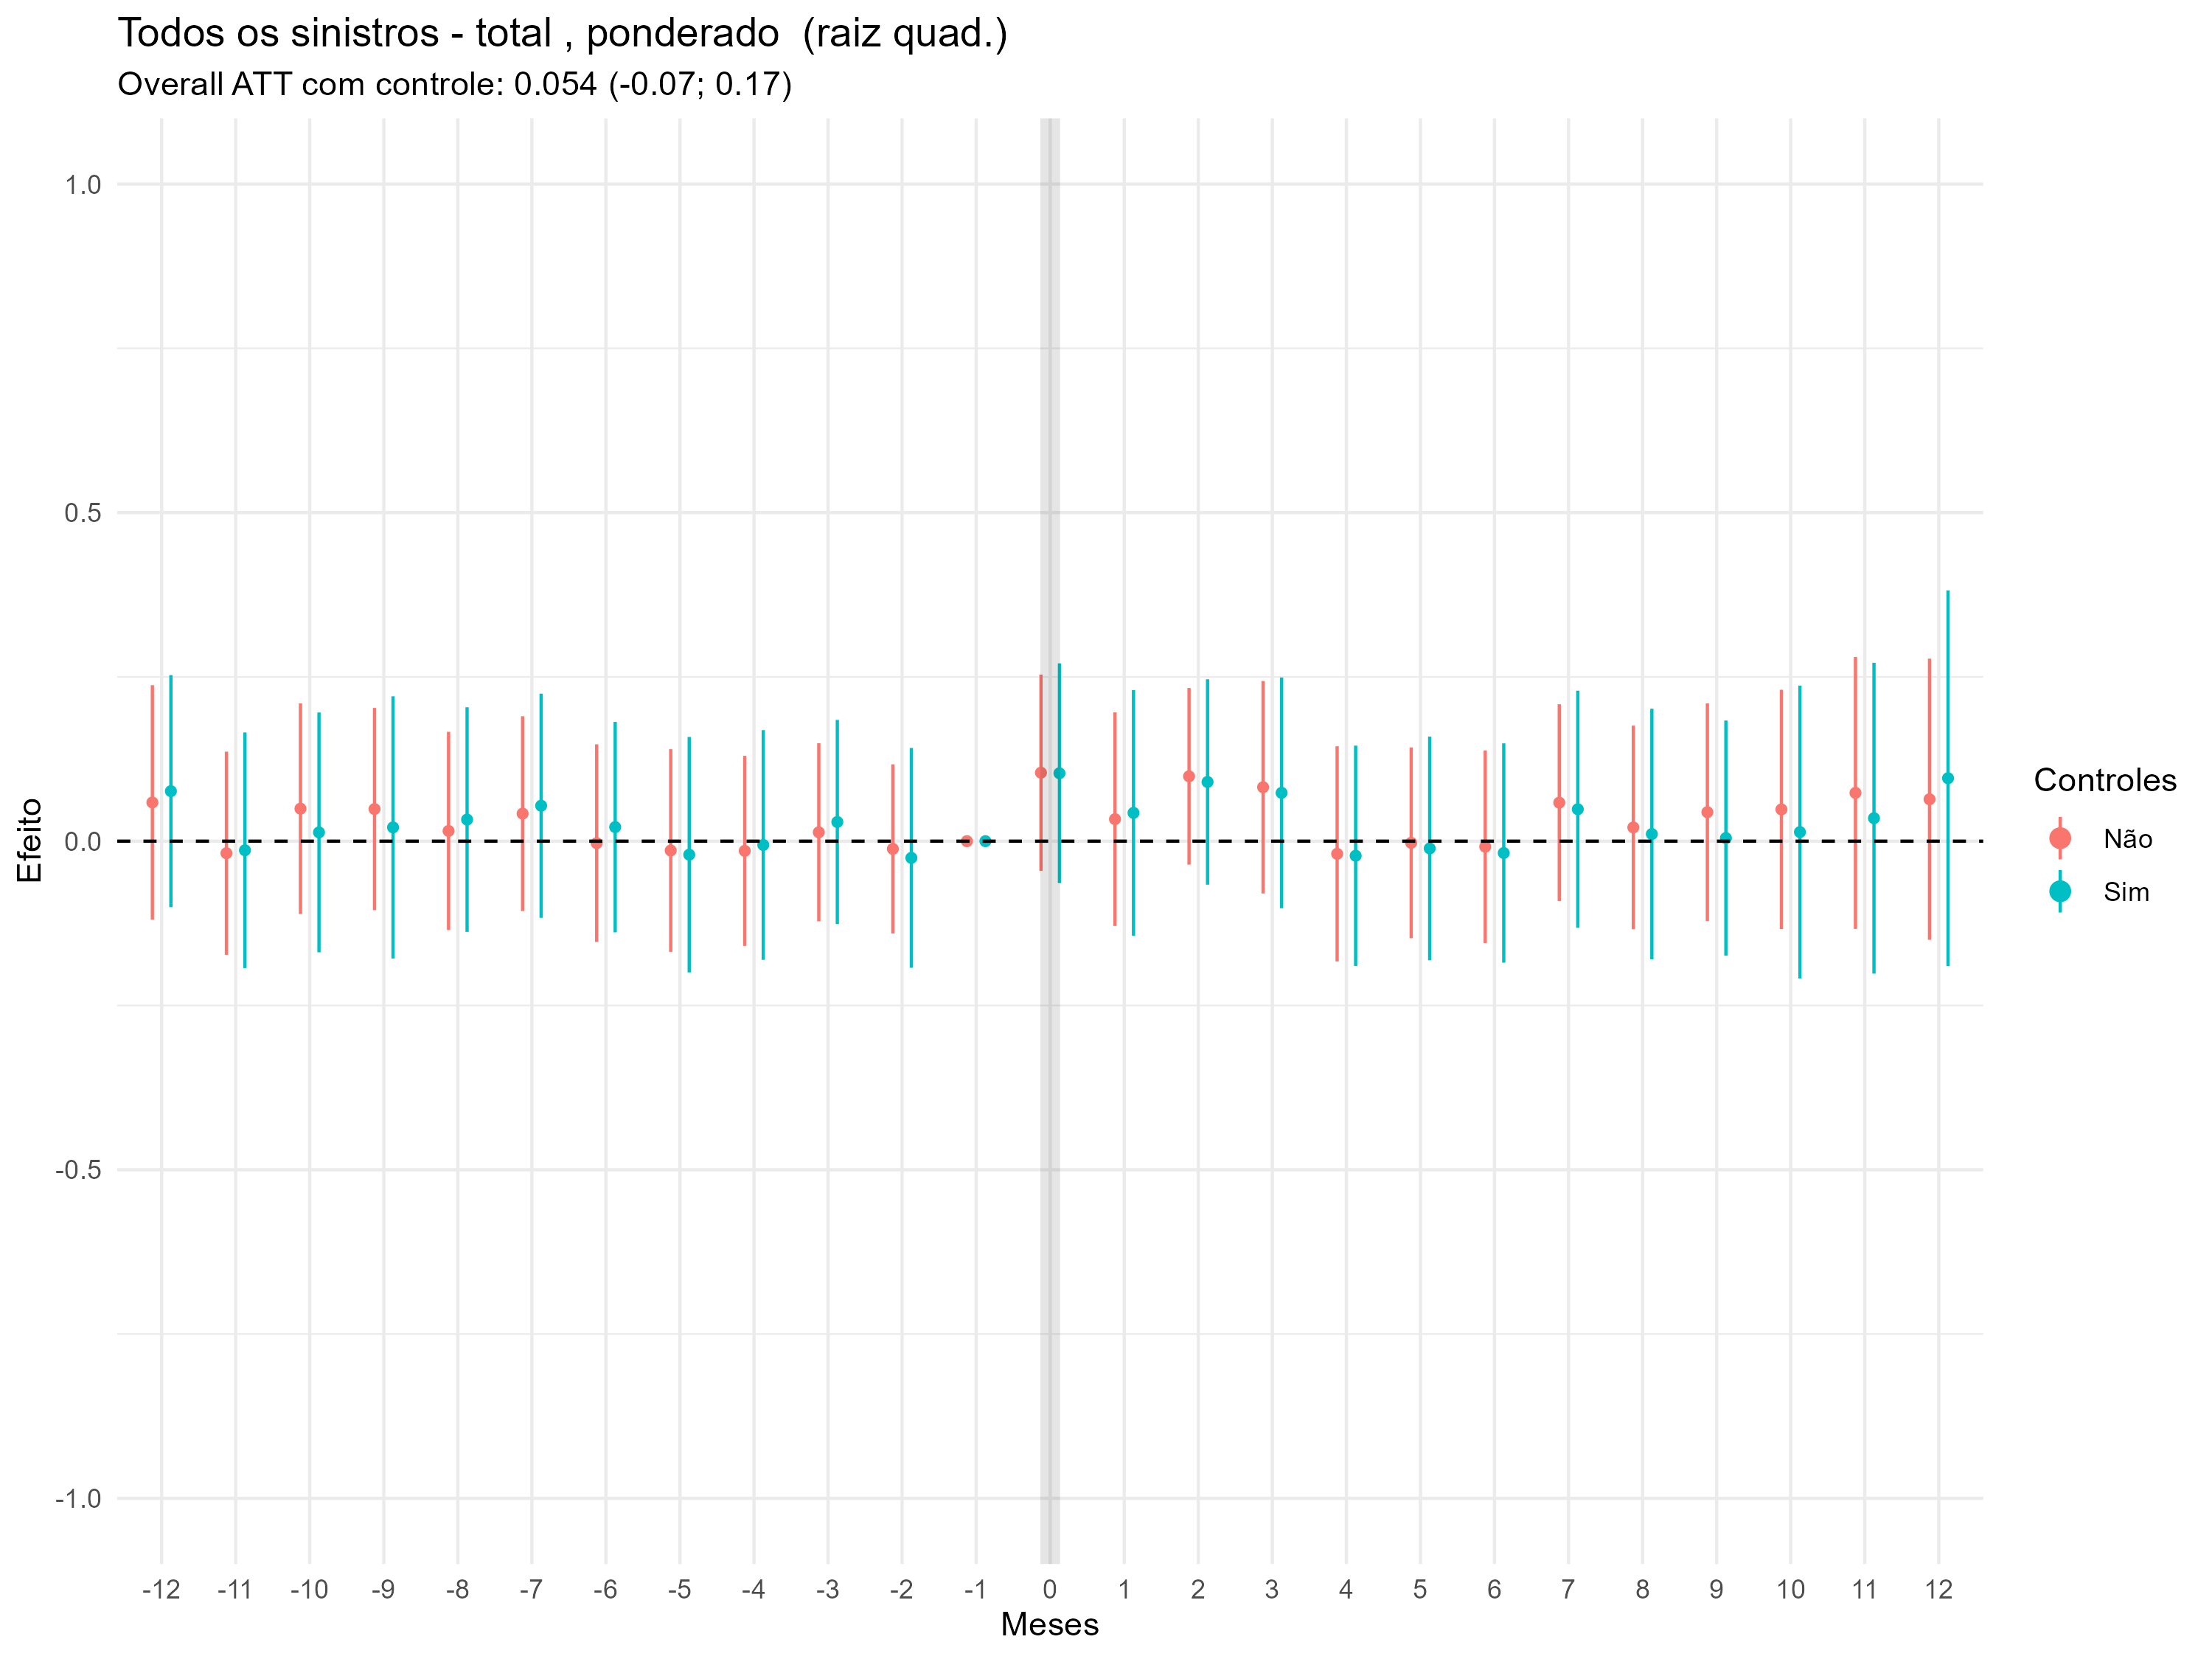 Todos os sinistros - total , ponderado  (raiz quad.)
Overall ATT com controle: 0.054 (-0.07; 0.17)
1.0
0.5
0.0
-0.5
-1.0
Efeito
-12 -11 -10 -9 -8 -7 -6 -5 -4 -3 -2 -1 0 1 2 3 4 5 6 7 8 9 10 11 12
Meses
Controles
Não
Sim